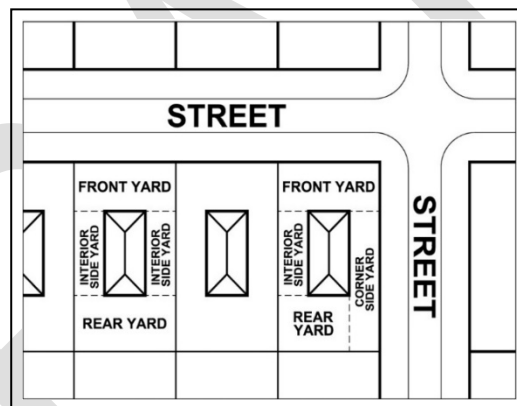 STREET
FRONT YARD
FRONT YARD
INTERIOR
SIDE YARD
INTERIOR
SIDE YARD
INTERIOR
SIDE YARD
CORNER
SIDE YARD
STREET
REAR YARD
REAR
YARD